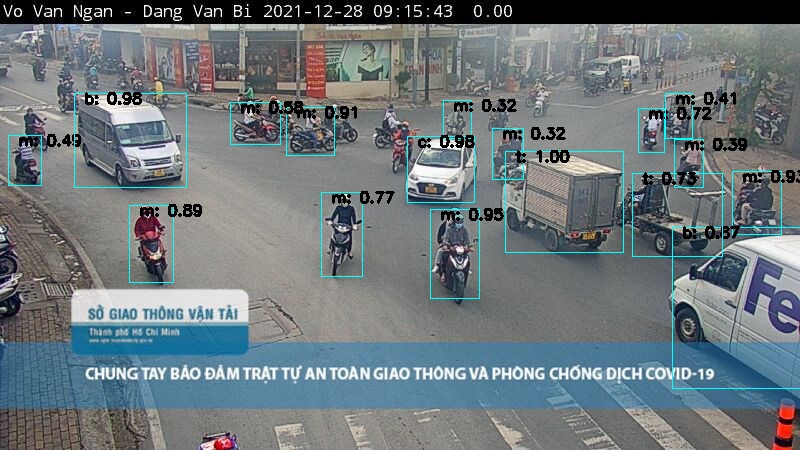 Vo Van Ngan - Dang Van Bi 2021-12-28 09:15:43 0.00
m: 0.41
b: 0.98
m: 0.58
m: 0.91
m: 0.32
m: 0.72
m: 0.49
c: 0.98
m: 0.32
m: 0.39
t: 1.00
t: 0.73
m: 0.93
m: 0.89
m: 0.77
m: 0.95
b: 0.87
FedEx
SỞ GIAO THÔNG VẬN TẢI
Thành phố Hồ Chí Minh
CHUNG TAY BẢO ĐẢM TRẬT TỰ AN TOÀN GIAO THÔNG VÀ PHÒNG CHỐNG DỊCH COVID-19